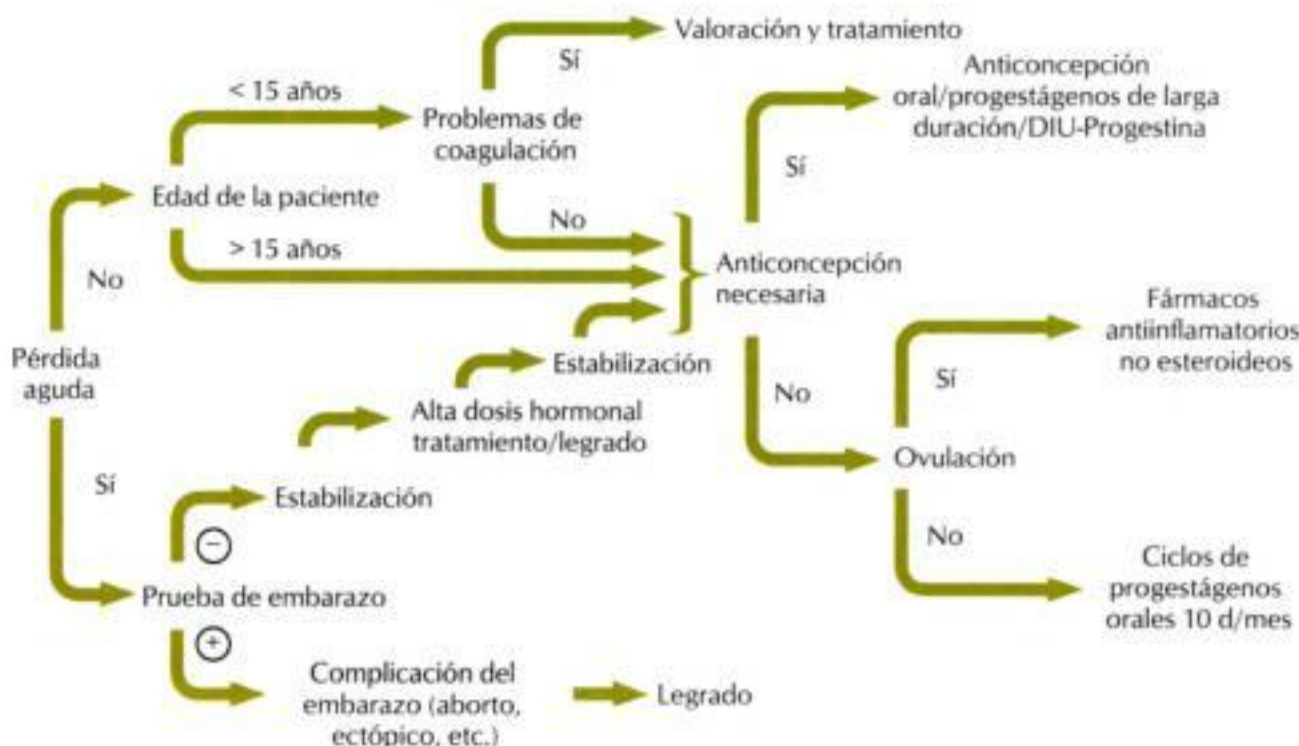 Valoración y tratamiento
Sí
Anticoncepción
oral/progestágenos de larga
duración/DIU-Progestina
< 15 años
Problemas de
coagulación
Sí
Edad de la paciente
No
> 15 años
No
Anticoncepción
necesaria
Fármacos
antiinflamatorios
no esteroideos
Pérdida
aguda
Estabilización
Sí
No
Alta dosis hormonal
tratamiento/legrado
Ovulación
Sí
Estabilización
−
No
Ciclos de
progestágenos
orales 10 d/mes
Prueba de embarazo
+
Complicación del
embarazo (aborto,
ectópico, etc.)
Legrado